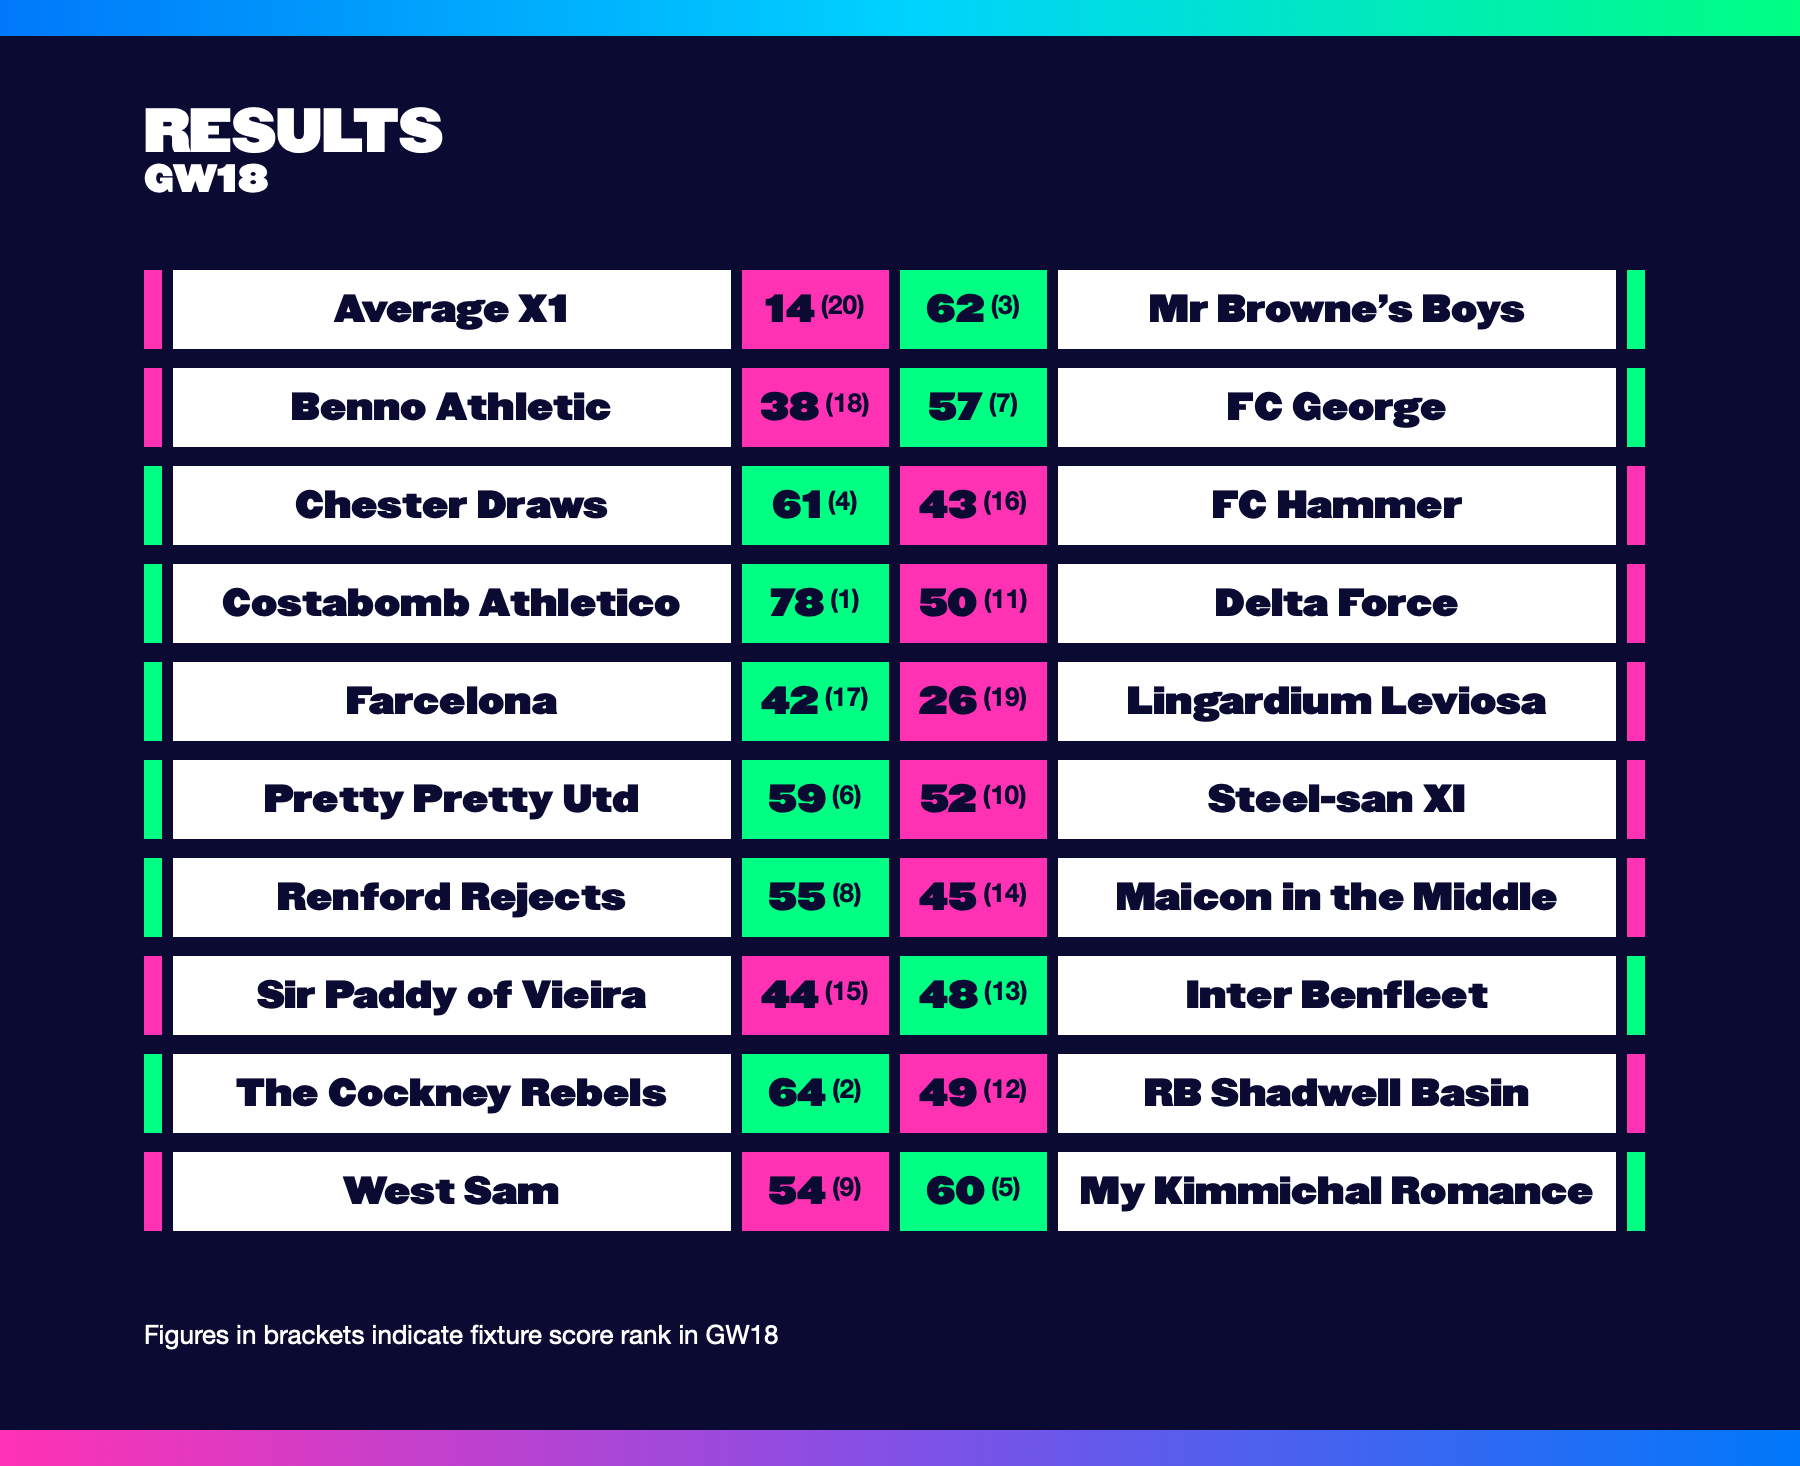 RESULTS
GW18
Average X1 14 (20) 62 (3) Mr Browne’s Boys
Benno Athletic 38 (18) 57 (7) FC George
Chester Draws 61 (4) 43 (16) FC Hammer
Costabomb Athletico 78 (1) 50 (11) Delta Force
Farcelona 42 (17) 26 (19) Lingardium Leviosa
Pretty Pretty Utd 59 (6) 52 (10) Steel-san XI
Renford Rejects 55 (8) 45 (14) Maicon in the Middle
Sir Paddy of Vieira 44 (15) 48 (13) Inter Benfleet
The Cockney Rebels 64 (2) 49 (12) RB Shadwell Basin
West Sam 54 (9) 60 (5) My Kimmichal Romance
Figures in brackets indicate fixture score rank in GW18